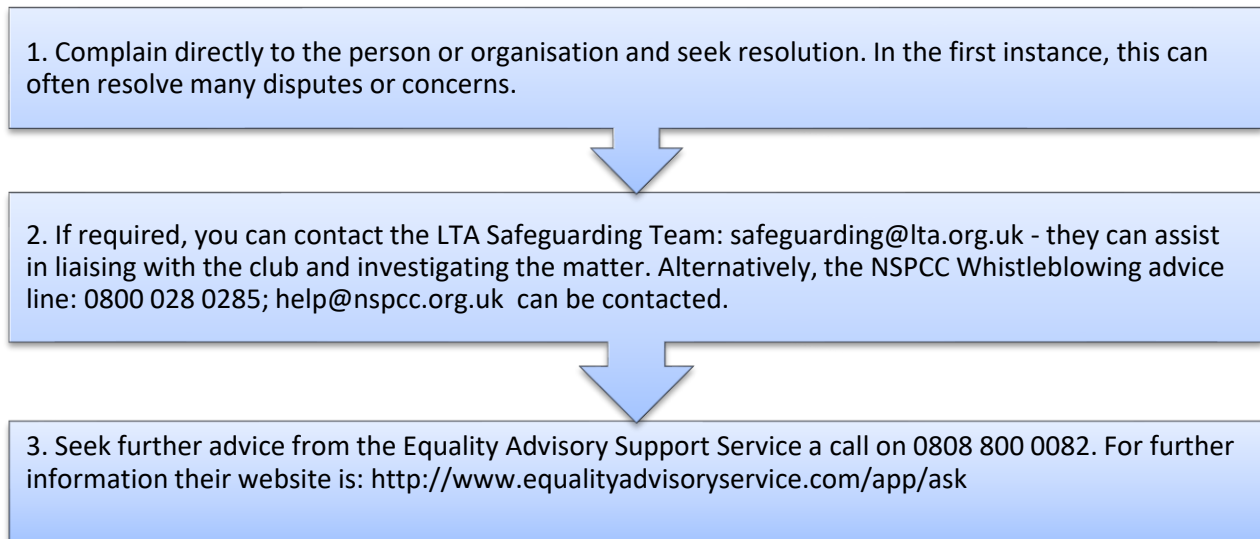 1. Complain directly to the person or organisation and seek resolution. In the first instance, this can
often resolve many disputes or concerns.
2. If required, you can contact the LTA Safeguarding Team: safeguarding@lta.org.uk - they can assist
in liaising with the club and investigating the matter. Alternatively, the NSPCC Whistleblowing advice
line: 0800 028 0285; help@nspcc.org.uk  can be contacted.
3. Seek further advice from the Equality Advisory Support Service a call on 0808 800 0082. For further
information their website is: http://www.equalityadvisoryservice.com/app/ask